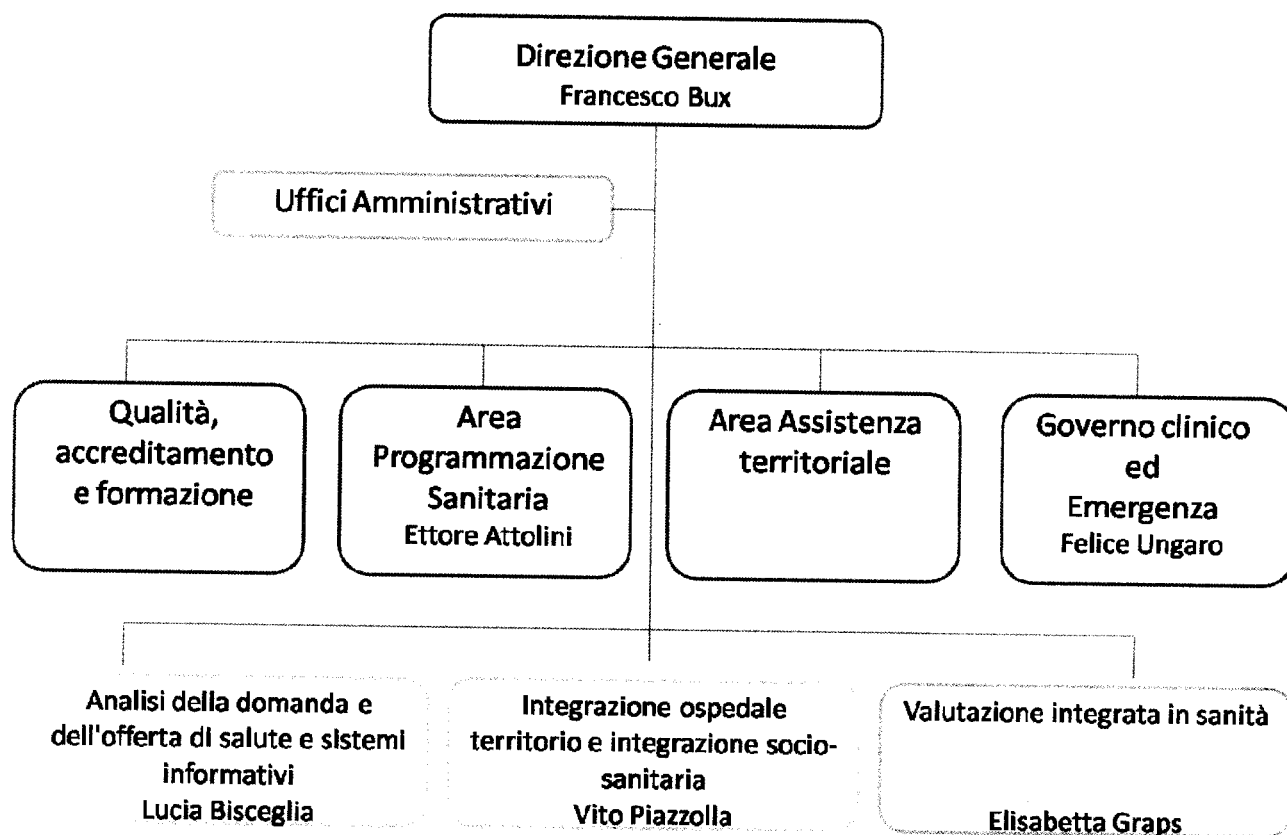 Direzione Generale
Francesco Bux
Uffici Amministrativi
Qualità,
accreditamento
e formazione
Area
Programmazione
Sanitaria
Ettore Attolini
Area Assistenza
territoriale
Governo clinico
ed
Emergenza
Felice Ungaro
Analisi della domanda e
dell'offerta di salute e sistemi
informativi
Lucia Bisceglia
Integrazione ospedale
territorio e integrazione socio-
sanitaria
Vito Piazzolla
Valutazione integrata in sanità
Elisabetta Graps